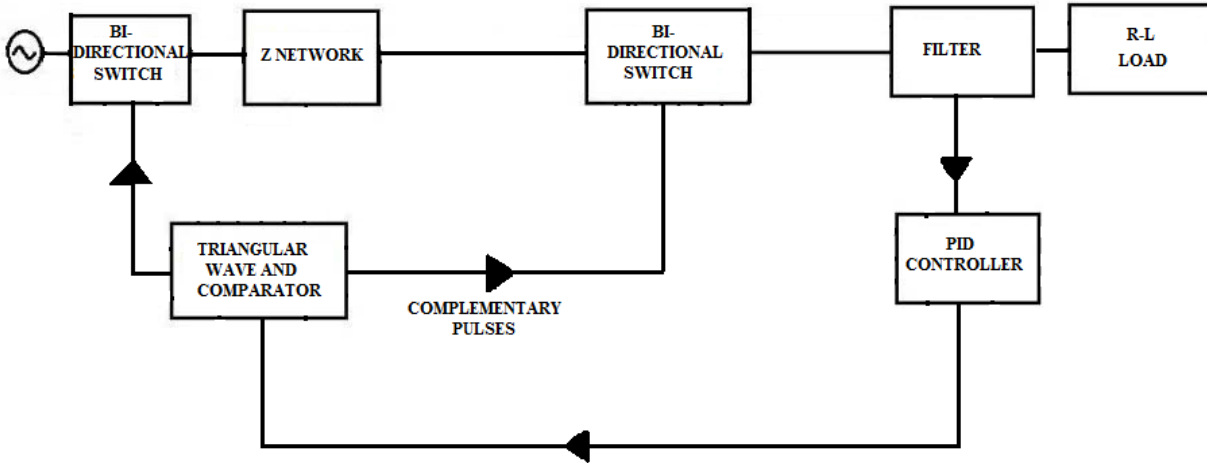 BI-
DIRECTIONAL
SWITCH
Z NETWORK
BI-
DIRECTIONAL
SWITCH
FILTER
R-L
LOAD
TRIANGULAR
WAVE AND
COMPARATOR
COMPLEMENTARY
PULSES
PID
CONTROLLER